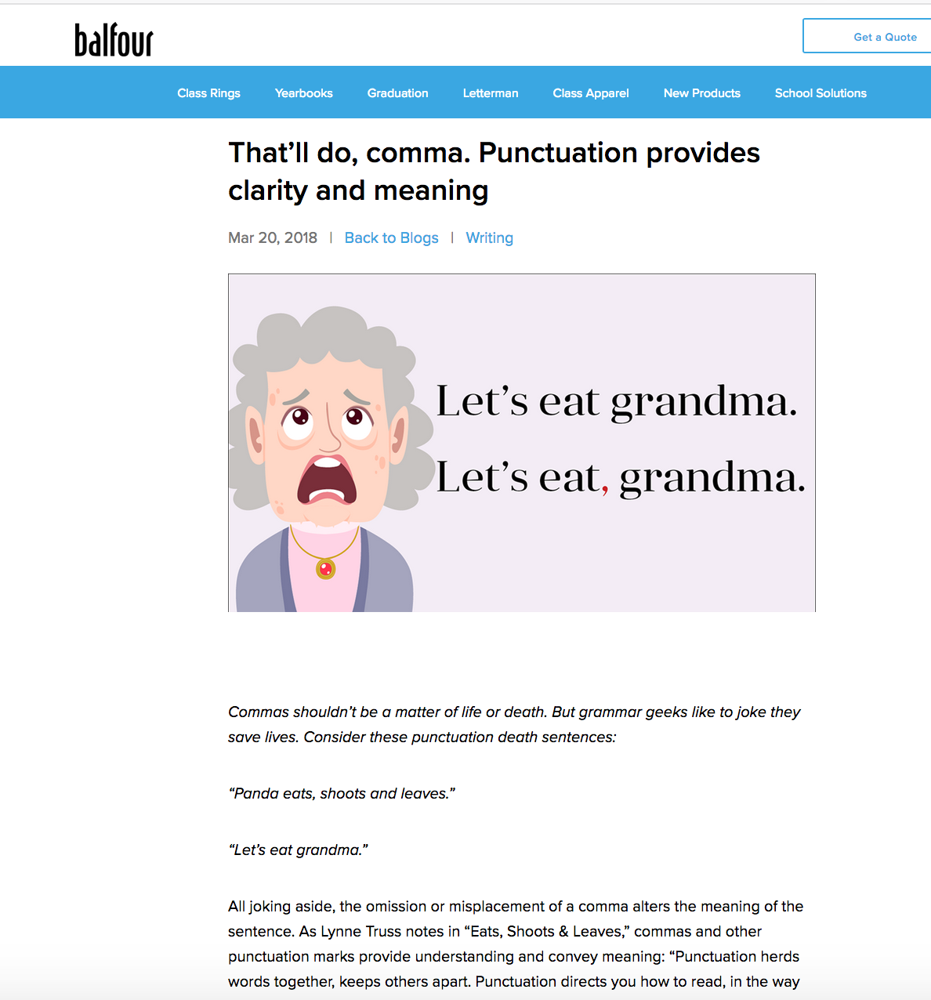 balfour
Get a Quote
Class Rings Yearbooks Graduation Letterman Class Apparel New Products School Solutions
That’ll do, comma. Punctuation provides
clarity and meaning
Mar 20, 2018 | Back to Blogs | Writing
Let’s eat grandma.
Let’s eat, grandma.
Commas shouldn’t be a matter of life or death. But grammar geeks like to joke they
save lives. Consider these punctuation death sentences:
“Panda eats, shoots and leaves.”
“Let’s eat grandma.”
All joking aside, the omission or misplacement of a comma alters the meaning of the
sentence. As Lynne Truss notes in “Eats, Shoots & Leaves,” commas and other
punctuation marks provide understanding and convey meaning: “Punctuation herds
words together, keeps others apart. Punctuation directs you how to read, in the way